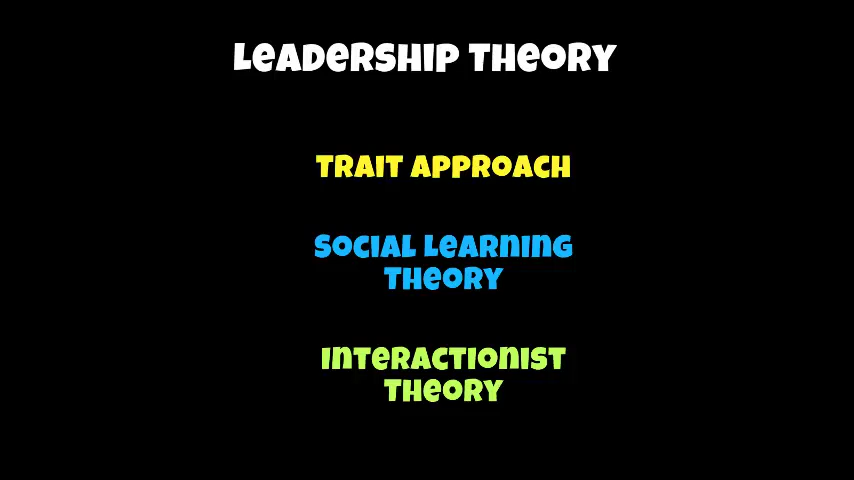 Leadership Theory
Trait Approach
Social Learning
Theory
Interactionist
Theory